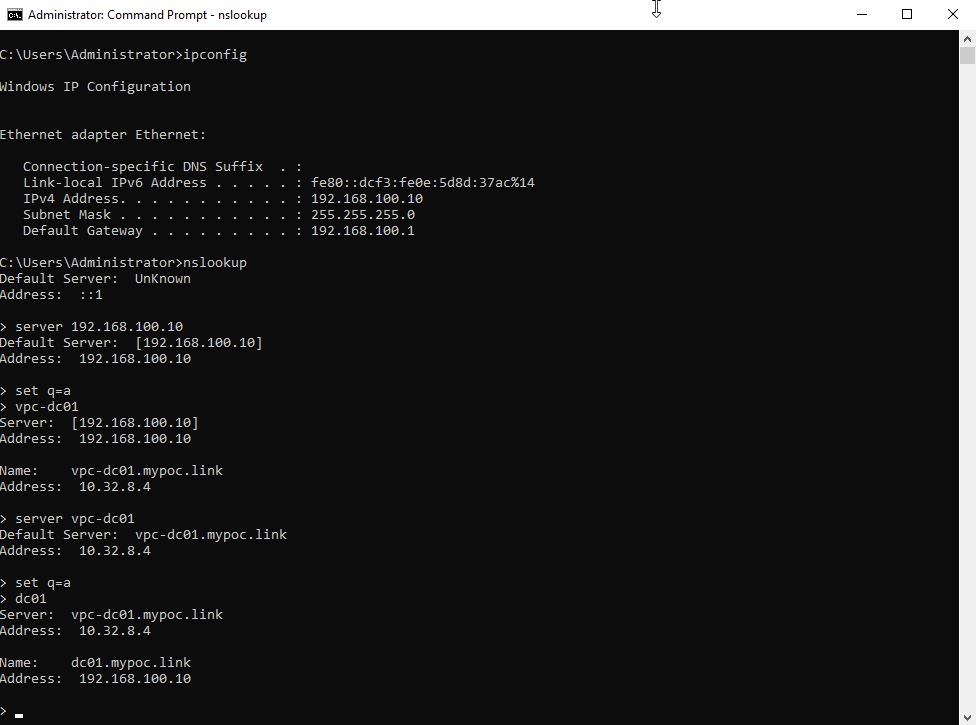 Administrator: Command Prompt - nslookup
C:\Users\Administrator>ipconfig
Windows IP Configuration
Ethernet adapter Ethernet:
Connection-specific DNS Suffix  . :
Link-local IPv6 Address . . . . . : fe80::dcf3:fe0e:5d8d:37ac%14
IPv4 Address. . . . . . . . . . . : 192.168.100.10
Subnet Mask . . . . . . . . . . . : 255.255.255.0
Default Gateway . . . . . . . . . : 192.168.100.1
C:\Users\Administrator>nslookup
Default Server:  UnKnown
Address:  ::1
> server 192.168.100.10
Default Server:  [192.168.100.10]
Address:  192.168.100.10
> set q=a
> vpc-dc01
Server:  [192.168.100.10]
Address:  192.168.100.10
Name:    vpc-dc01.mypoc.link
Address:  10.32.8.4
> server vpc-dc01
Default Server:  vpc-dc01.mypoc.link
Address:  10.32.8.4
> set q=a
> dc01
Server:  vpc-dc01.mypoc.link
Address:  10.32.8.4
Name:    dc01.mypoc.link
Address:  192.168.100.10
>